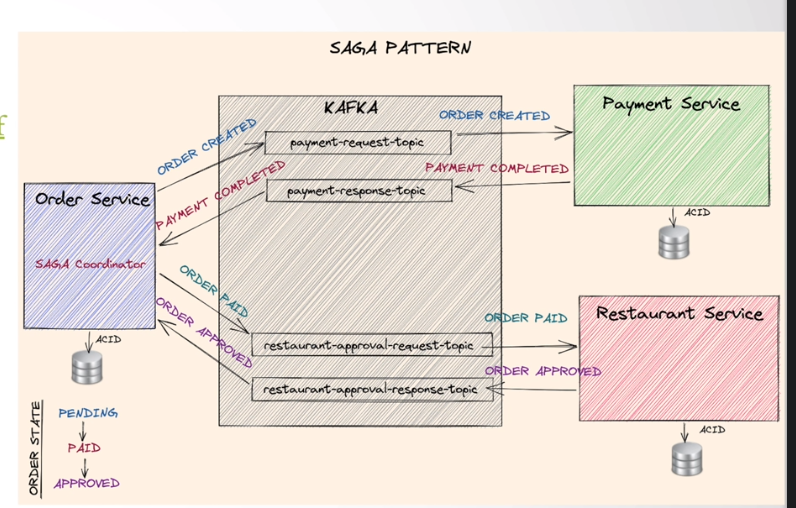 SAGA PATTERN
f
KAFKA
ORDER CREATED
payment-request-topic
ORDER CREATED
Payment Service
PAYMENT COMPLETED
payment-response-topic
PAYMENT COMPLETED
ACID
Order Service
SAGA Coordinator
ACID
ORDER PAID
restaurant-approval-request-topic
ORDER PAID
Restaurant Service
ORDER APPROVED
restaurant-approval-response-topic
ORDER APPROVED
ACID
ORDER STATE
PENDING
PAID
APPROVED